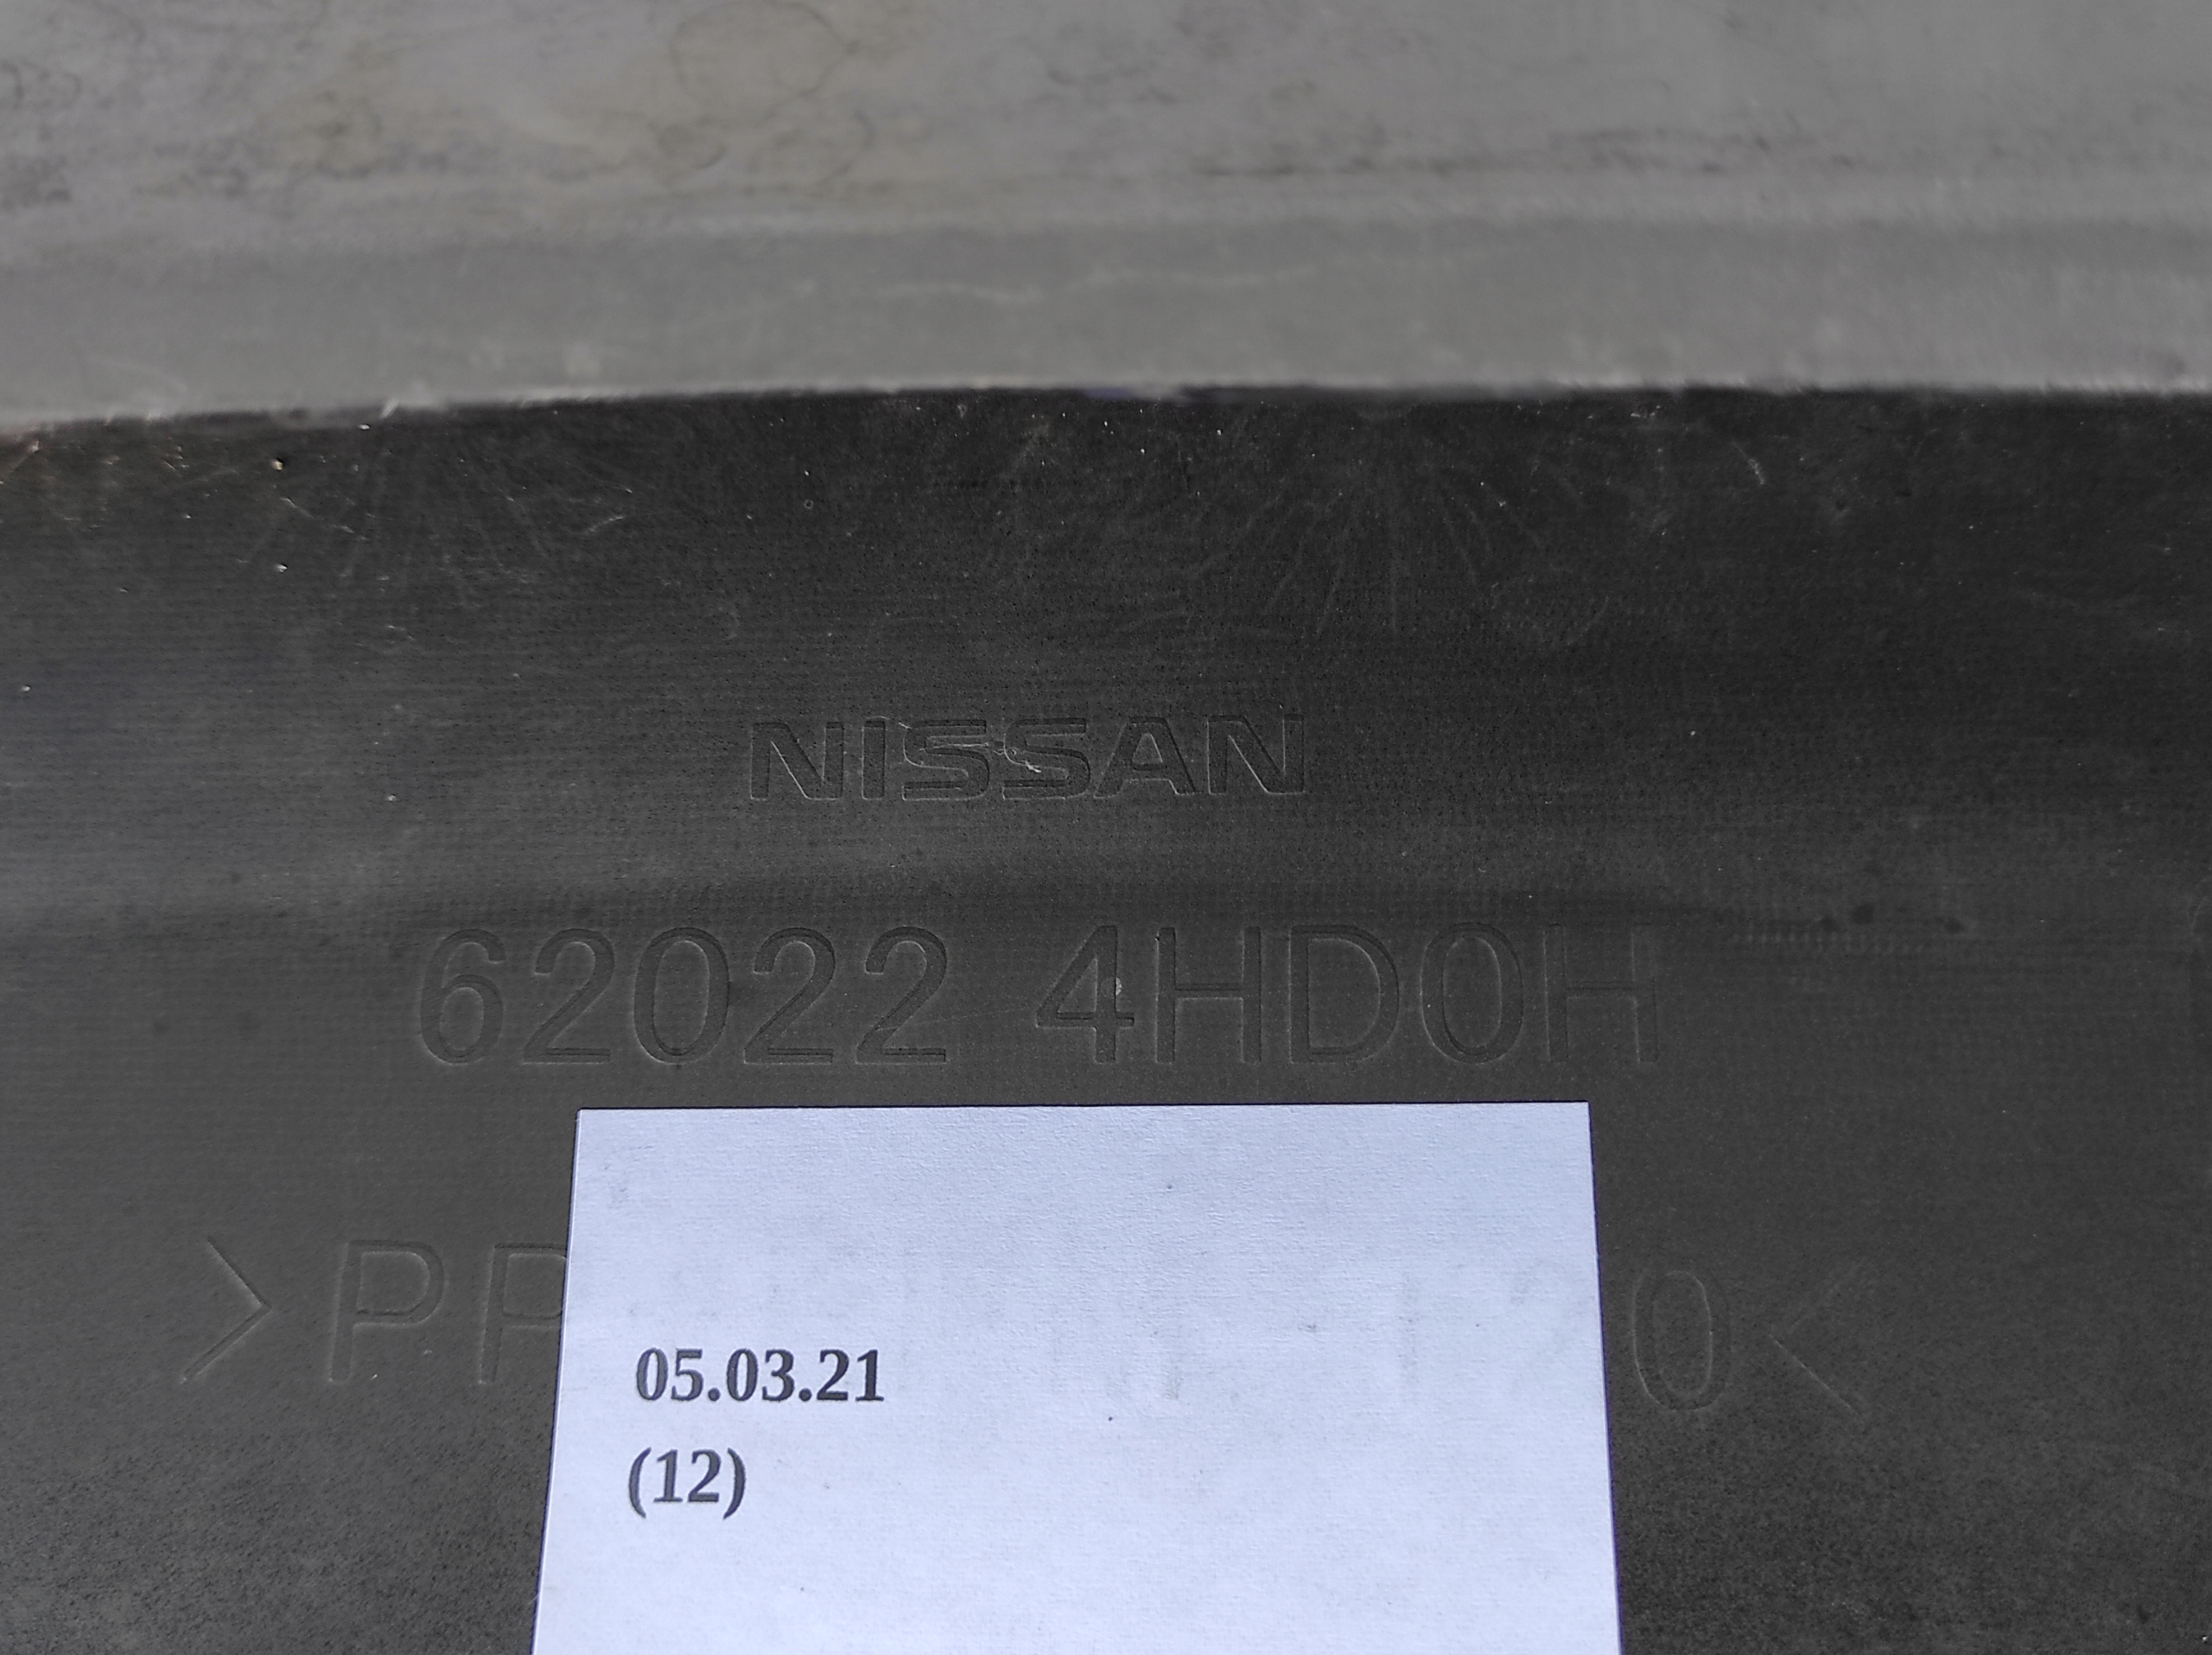 NISSAN
62022 4HD0H
>PP 0<
05.03.21
(12)